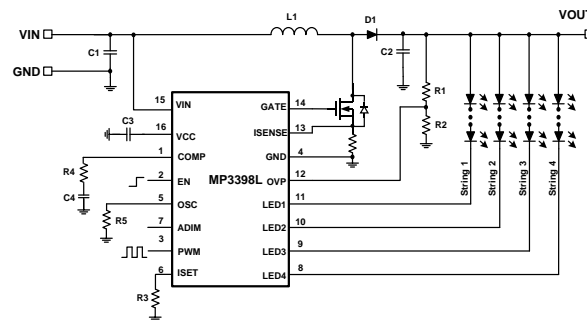 L1
D1
VOUT
VIN
C1
C2
GND
R1
R2
15
VIN
GATE
14
C3
16
VCC
ISENSE
13
1
COMP
GND
4
R4
MP3398L
2
EN
OVP
12
C4
5
OSC
LED1
11
String 1
String 2
String 3
String 4
R5
7
ADIM
LED2
10
3
PWM
LED3
9
6
ISET
LED4
8
R3